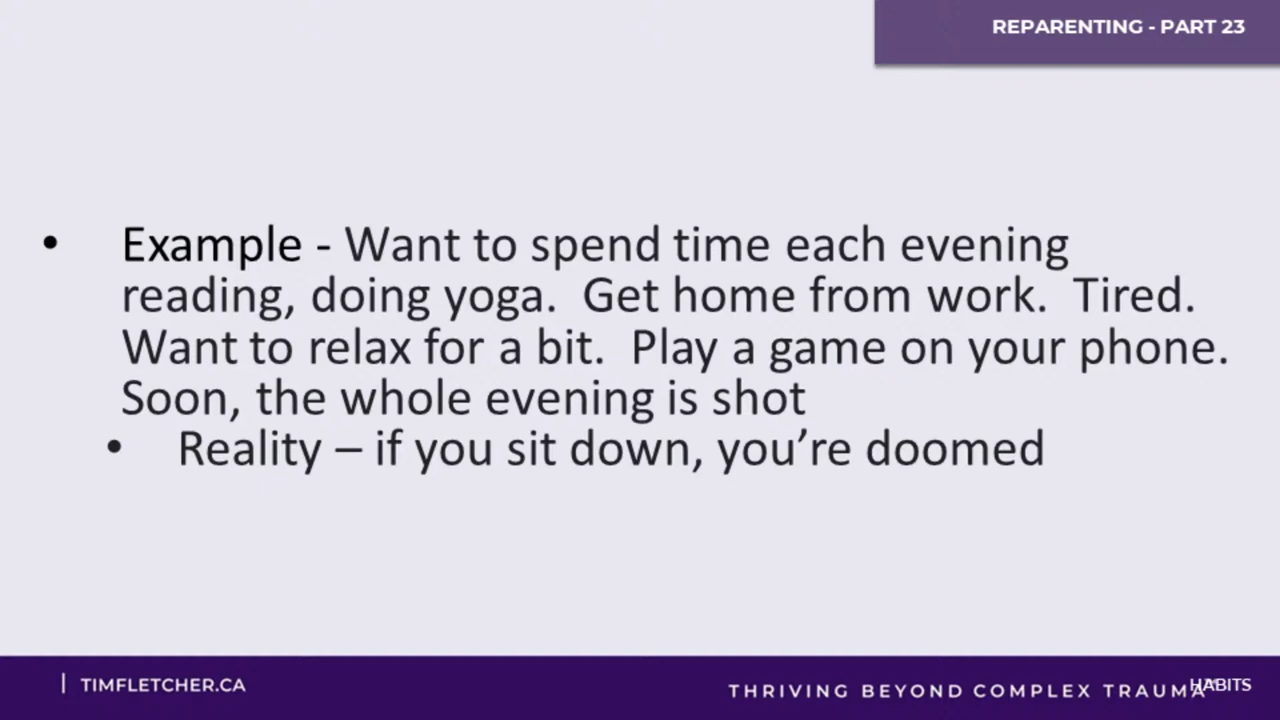 REPARENTING - PART 23
• Example - Want to spend time each evening
reading, doing yoga.  Get home from work.  Tired.
Want to relax for a bit.  Play a game on your phone.
Soon, the whole evening is shot
• Reality – if you sit down, you’re doomed
| TIMFLETCHER.CA
THRIVING BEYOND COMPLEX TRAUMA
HABITS